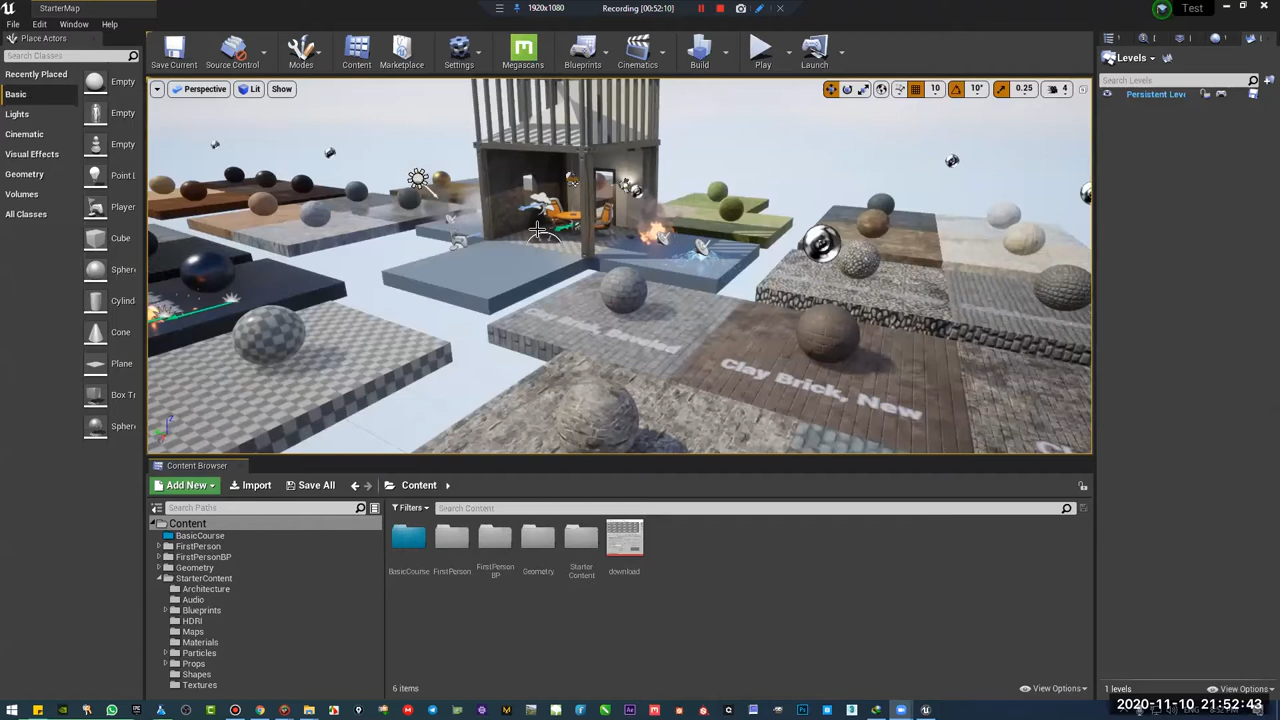 StarterMap
1920x1080
Recording [00:52:10]
Test
File
Edit
Window
Help
Place Actors
Search Classes
Recently Placed
Basic
Lights
Cinematic
Visual Effects
Geometry
Volumes
All Classes
Empty
Empty
Empty
Point L
Player
Cube
Spher
Cylind
Cone
Plane
Box Tr
Spher
Save Current
Source Control
Modes
Content
Marketplace
Settings
Megascans
Blueprints
Cinematics
Build
Play
Launch
Perspective
Lit
Show
10
10°
0.25
4
Clay Brick, New
Levels
Search Levels
Persistent Leve
Content Browser
Add New
Import
Save All
Content
Search Paths
Filters
Search Content
Content
BasicCourse
FirstPerson
FirstPersonBP
Geometry
StarterContent
Architecture
Audio
Blueprints
HDRI
Maps
Materials
Particles
Props
Shapes
Textures
BasicCourse
FirstPerson
FirstPerson
BP
Geometry
Starter
Content
download
6 items
View Options
1 levels
View Options
2020-11-10 21:52:43